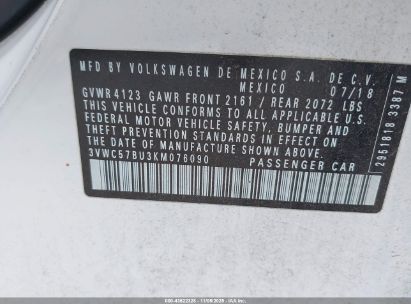 MFD BY VOLKSWAGEN DE MEXICO S.A. DE C.V.
MEXICO 07/18
GVWR 4123 GAWR FRONT 2161 / REAR 2072 LBS
THIS VEHICLE CONFORMS TO ALL APPLICABLE U.S.
FEDERAL MOTOR VEHICLE SAFETY, BUMPER AND
THEFT PREVENTION STANDARDS IN EFFECT
ON THE DATE OF MANUFACTURE SHOWN ABOVE.
3VWC57BU3KM076090 PASSENGER CAR
2951818 3387 M